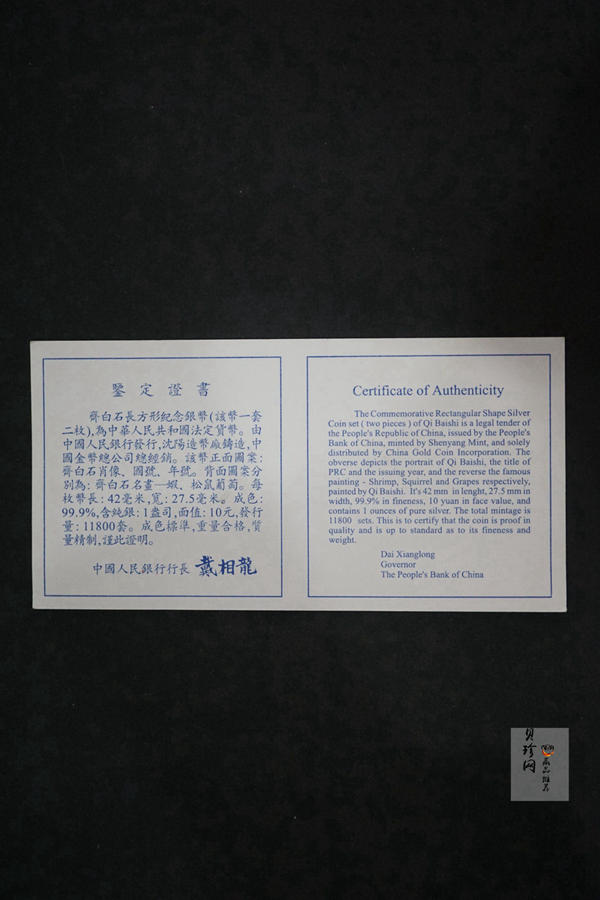 鑒定證書
齊白石長方形紀念銀幣(該幣一套
二枚),為中華人民共和國法定貨幣。由
中國人民銀行發行,沈陽造幣廠鑄造,中
國金幣總公司總經銷。該幣正面圖案:
齊白石肖像、國號、年號。背面圖案分
別為:齊白石名畫—蝦、松鼠葡萄。每
枚幣長:42毫米,寬:27.5毫米。成色:
99.9%,含純銀:1盎司,面值:10元,發行
量:11800套。成色標準,重量合格,質
量精制,謹此證明。
中國人民銀行行長 戴相龍
Certificate of Authenticity
The Commemorative Rectangular Shape Silver
Coin set ( two pieces ) of Qi Baishi is a legal tender of
the People's Republic of China, issued by the People's
Bank of China, minted by Shenyang Mint, and solely
distributed by China Gold Coin Incorporation. The
obverse depicts the portrait of Qi Baishi, the title of
PRC and the issuing year, and the reverse the famous
painting - Shrimp, Squirrel and Grapes respectively,
painted by Qi Baishi. It's 42 mm in lenght, 27.5 mm in
width, 99.9% in fineness, 10 yuan in face value, and
contains 1 ounces of pure silver. The total mintage is
11800 sets. This is to certify that the coin is proof in
quality and is up to standard as to its fineness and
weight.
Dai Xianglong
Governor
The People's Bank of China
贝珍网
藏品推荐